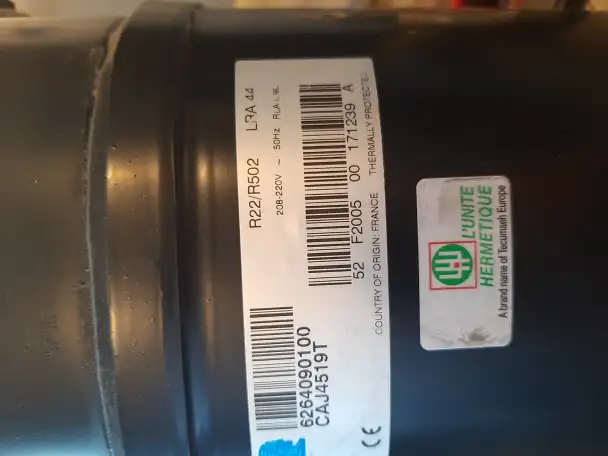 R22/R502 LRA 44
208-220V ~ 50Hz
52 F2005 00 171239 A
COUNTRY OF ORIGIN: FRANCE THERMALLY PROTECTE
6264090100
CAJ4519T
CE
L'UNITE
HERMETIQUE
A brand name of Tecumseh Europe